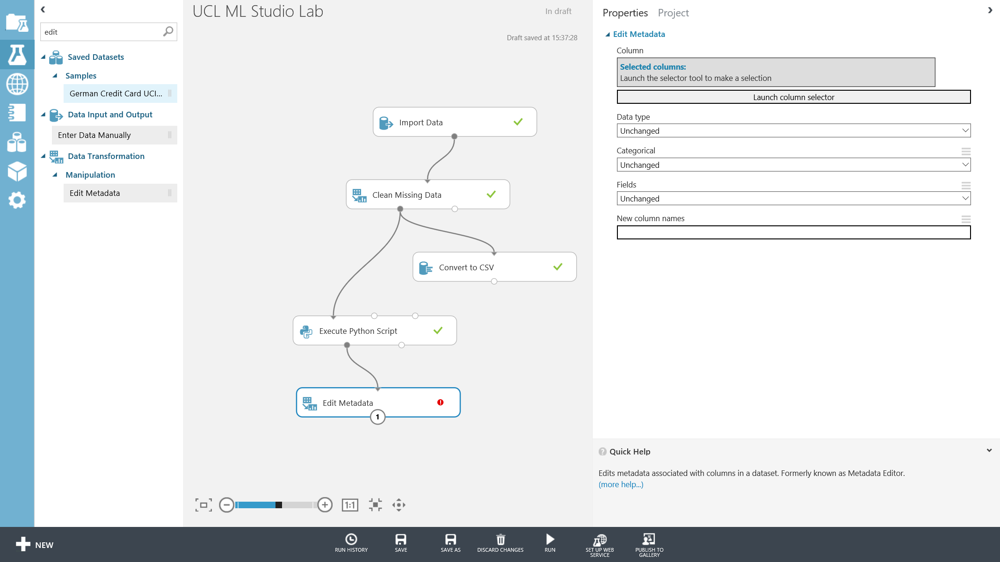 UCL ML Studio Lab
In draft
Draft saved at 15:37:28
edit
Saved Datasets
Samples
German Credit Card UCI...
Data Input and Output
Enter Data Manually
Data Transformation
Manipulation
Edit Metadata
Import Data
Clean Missing Data
Convert to CSV
Execute Python Script
Edit Metadata
1
1:1
Properties Project
Edit Metadata
Column
Selected columns:
Launch the selector tool to make a selection
Launch column selector
Data type
Unchanged
Categorical
Unchanged
Fields
Unchanged
New column names
Quick Help
Edits metadata associated with columns in a dataset. Formerly known as Metadata Editor.
(more help...)
NEW
RUN HISTORY
SAVE
SAVE AS
DISCARD CHANGES
RUN
SET UP WEB
SERVICE
PUBLISH TO
GALLERY